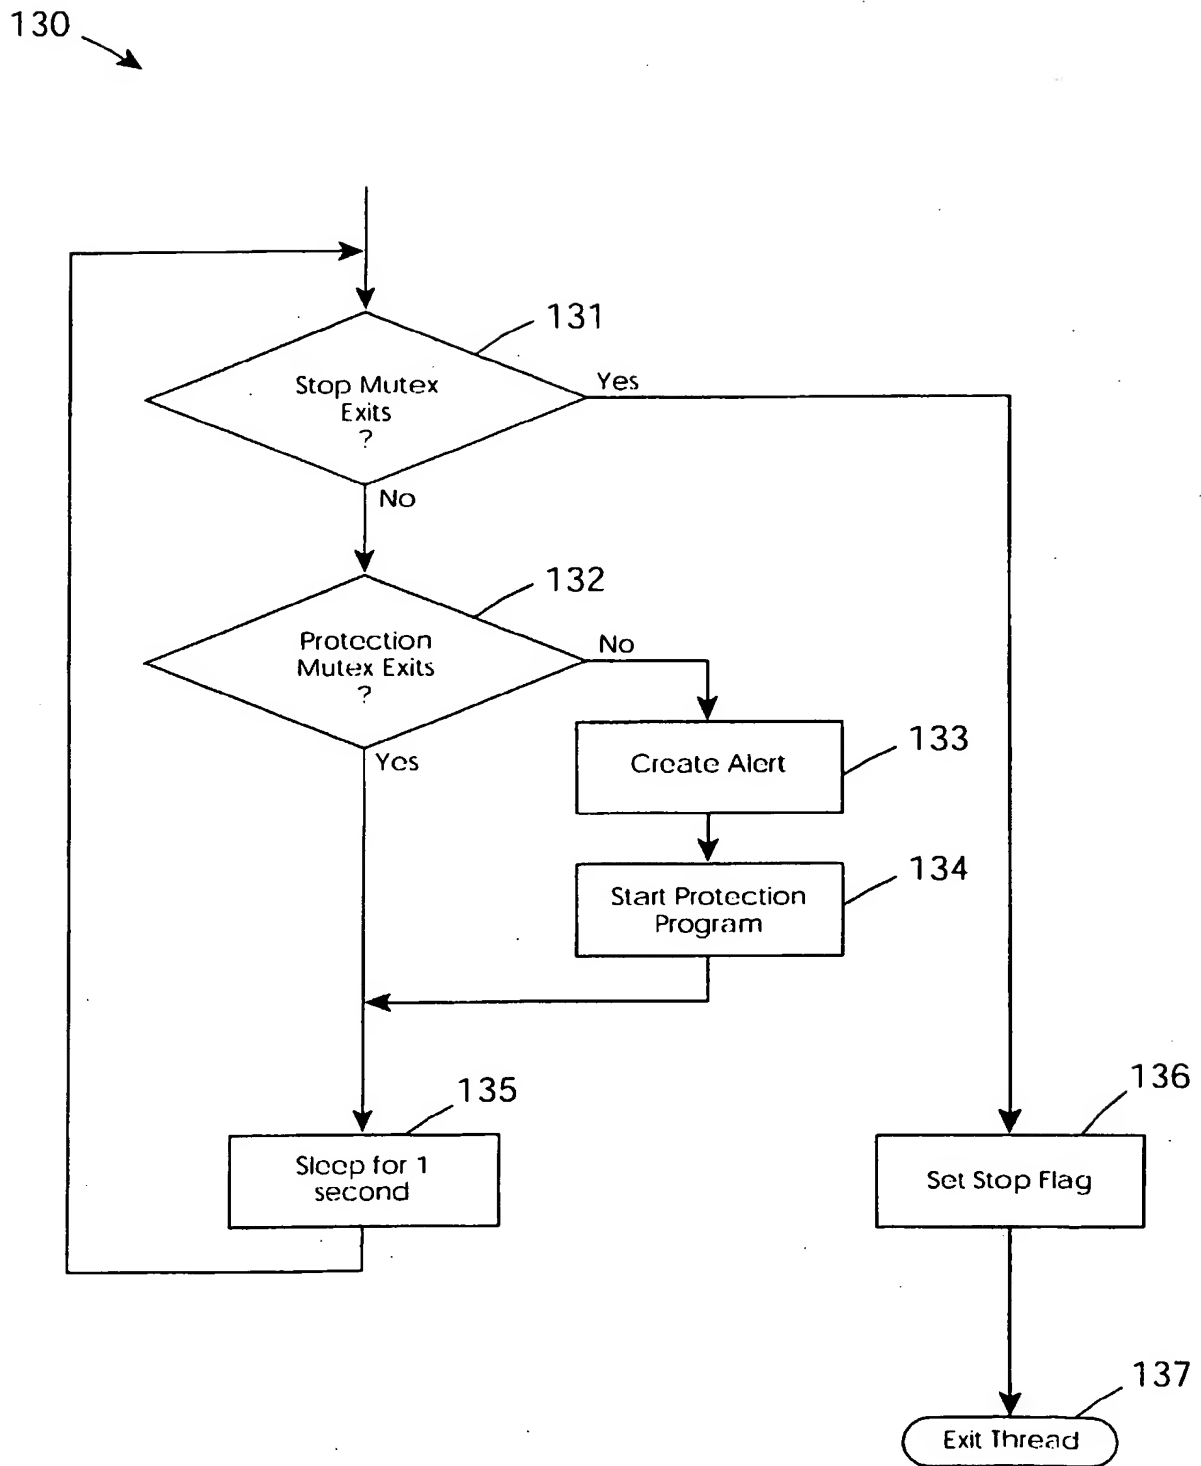 130
131
Stop Mutex
Exits
?
Yes
No
132
Protection
Mutex Exits
?
No
Yes
133
Create Alert
134
Start Protection
Program
135
Sleep for 1
second
136
Set Stop Flag
137
Exit Thread